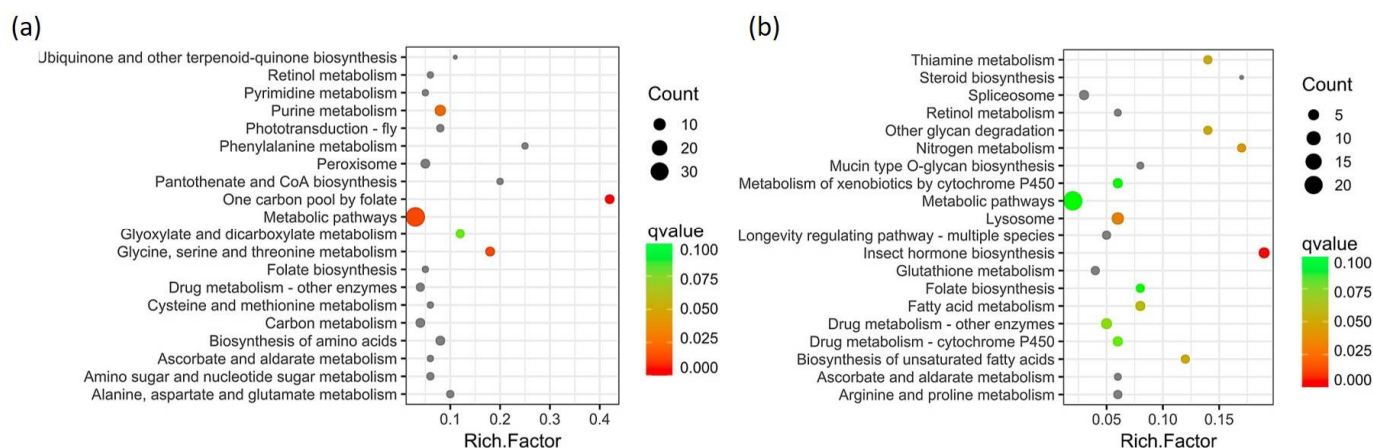 (a)
Ubiquinone and other terpenoid-quinone biosynthesis
Retinol metabolism
Pyrimidine metabolism
Purine metabolism
Phototransduction - fly
Phenylalanine metabolism
Peroxisome
Pantothenate and CoA biosynthesis
One carbon pool by folate
Metabolic pathways
Glyoxylate and dicarboxylate metabolism
Glycine, serine and threonine metabolism
Folate biosynthesis
Drug metabolism - other enzymes
Cysteine and methionine metabolism
Carbon metabolism
Biosynthesis of amino acids
Ascorbate and aldarate metabolism
Amino sugar and nucleotide sugar metabolism
Alanine, aspartate and glutamate metabolism
0.1 0.2 0.3 0.4
Rich.Factor
Count
10
20
30
qvalue
0.100
0.075
0.050
0.025
0.000
(b)
Thiamine metabolism
Steroid biosynthesis
Spliceosome
Retinol metabolism
Other glycan degradation
Nitrogen metabolism
Mucin type O-glycan biosynthesis
Metabolism of xenobiotics by cytochrome P450
Metabolic pathways
Lysosome
Longevity regulating pathway - multiple species
Insect hormone biosynthesis
Glutathione metabolism
Folate biosynthesis
Fatty acid metabolism
Drug metabolism - other enzymes
Drug metabolism - cytochrome P450
Biosynthesis of unsaturated fatty acids
Ascorbate and aldarate metabolism
Arginine and proline metabolism
0.05 0.10 0.15
Rich.Factor
Count
5
10
15
20
qvalue
0.100
0.075
0.050
0.025
0.000